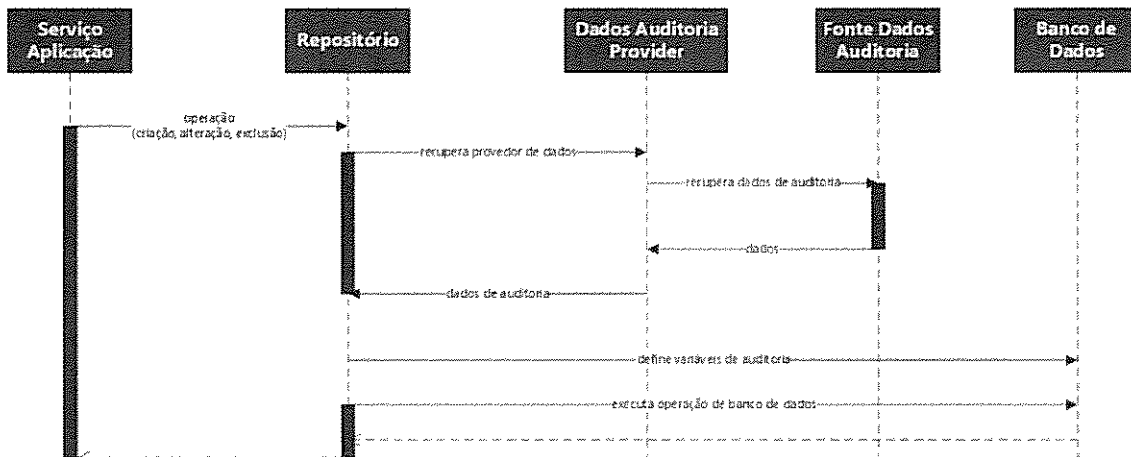 Serviço
Aplicação
Repositório
Dados Auditoria
Provider
Fonte Dados
Auditoria
Banco de
Dados
operação
(criação, alteração, exclusão)
recupera provedor de dados
recupera dados de auditoria
dados
dados de auditoria
define variáveis de auditoria
executa operação de banco de dados